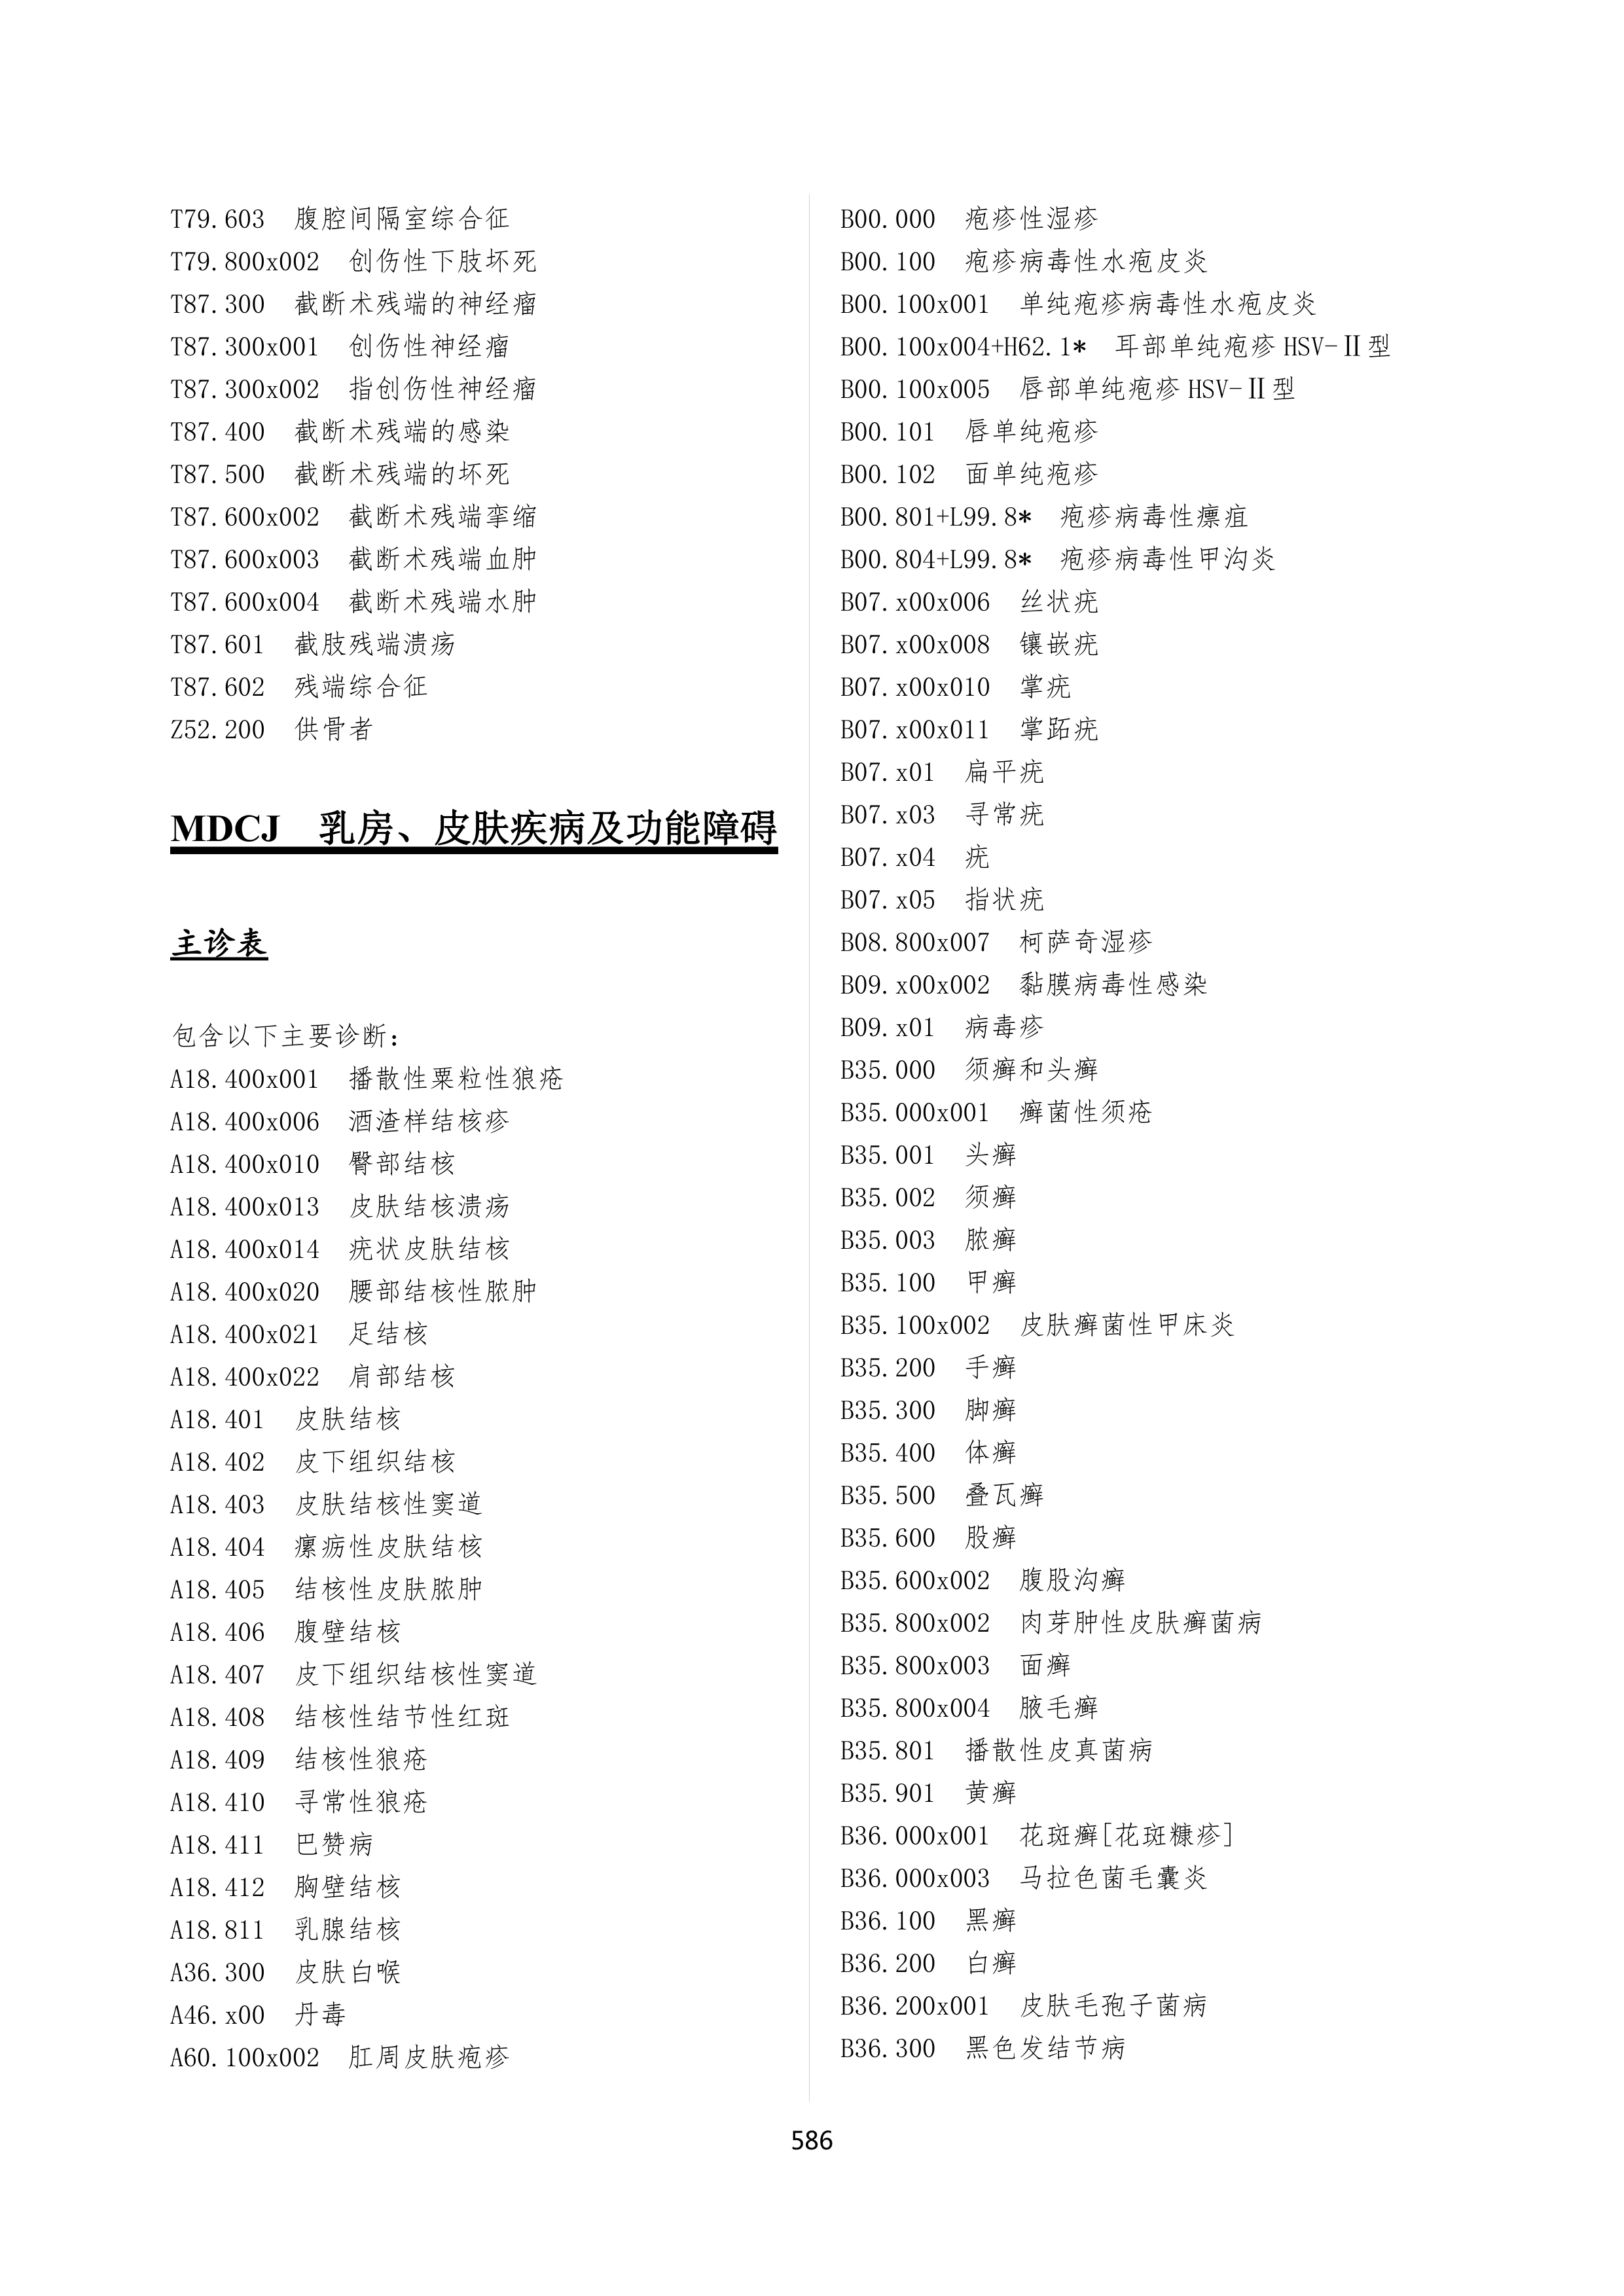 T79.603 腹腔间隔室综合征
T79.800x002 创伤性下肢坏死
T87.300 截断术残端的神经瘤
T87.300x001 创伤性神经瘤
T87.300x002 指创伤性神经瘤
T87.400 截断术残端的感染
T87.500 截断术残端的坏死
T87.600x002 截断术残端挛缩
T87.600x003 截断术残端血肿
T87.600x004 截断术残端水肿
T87.601 截肢残端溃疡
T87.602 残端综合征
Z52.200 供骨者
MDCJ 乳房、皮肤疾病及功能障碍
主诊表
包含以下主要诊断:
A18.400x001 播散性粟粒性狼疮
A18.400x006 酒渣样结核疹
A18.400x010 臀部结核
A18.400x013 皮肤结核溃疡
A18.400x014 疣状皮肤结核
A18.400x020 腰部结核性脓肿
A18.400x021 足结核
A18.400x022 肩部结核
A18.401 皮肤结核
A18.402 皮下组织结核
A18.403 皮肤结核性窦道
A18.404 瘰疬性皮肤结核
A18.405 结核性皮肤脓肿
A18.406 腹壁结核
A18.407 皮下组织结核性窦道
A18.408 结核性结节性红斑
A18.409 结核性狼疮
A18.410 寻常性狼疮
A18.411 巴赞病
A18.412 胸壁结核
A18.811 乳腺结核
A36.300 皮肤白喉
A46.x00 丹毒
A60.100x002 肛周皮肤疱疹
B00.000 疱疹性湿疹
B00.100 疱疹病毒性水疱皮炎
B00.100x001 单纯疱疹病毒性水疱皮炎
B00.100x004+H62.1* 耳部单纯疱疹 HSV-Ⅱ型
B00.100x005 唇部单纯疱疹 HSV-Ⅱ型
B00.101 唇单纯疱疹
B00.102 面单纯疱疹
B00.801+L99.8* 疱疹病毒性瘭疽
B00.804+L99.8* 疱疹病毒性甲沟炎
B07.x00x006 丝状疣
B07.x00x008 镶嵌疣
B07.x00x010 掌疣
B07.x00x011 掌跖疣
B07.x01 扁平疣
B07.x03 寻常疣
B07.x04 疣
B07.x05 指状疣
B08.800x007 柯萨奇湿疹
B09.x00x002 黏膜病毒性感染
B09.x01 病毒疹
B35.000 须癣和头癣
B35.000x001 癣菌性须疮
B35.001 头癣
B35.002 须癣
B35.003 脓癣
B35.100 甲癣
B35.100x002 皮肤癣菌性甲床炎
B35.200 手癣
B35.300 脚癣
B35.400 体癣
B35.500 叠瓦癣
B35.600 股癣
B35.600x002 腹股沟癣
B35.800x002 肉芽肿性皮肤癣菌病
B35.800x003 面癣
B35.800x004 腋毛癣
B35.801 播散性皮真菌病
B35.901 黄癣
B36.000x001 花斑癣[花斑糠疹]
B36.000x003 马拉色菌毛囊炎
B36.100 黑癣
B36.200 白癣
B36.200x001 皮肤毛孢子菌病
B36.300 黑色发结节病
586